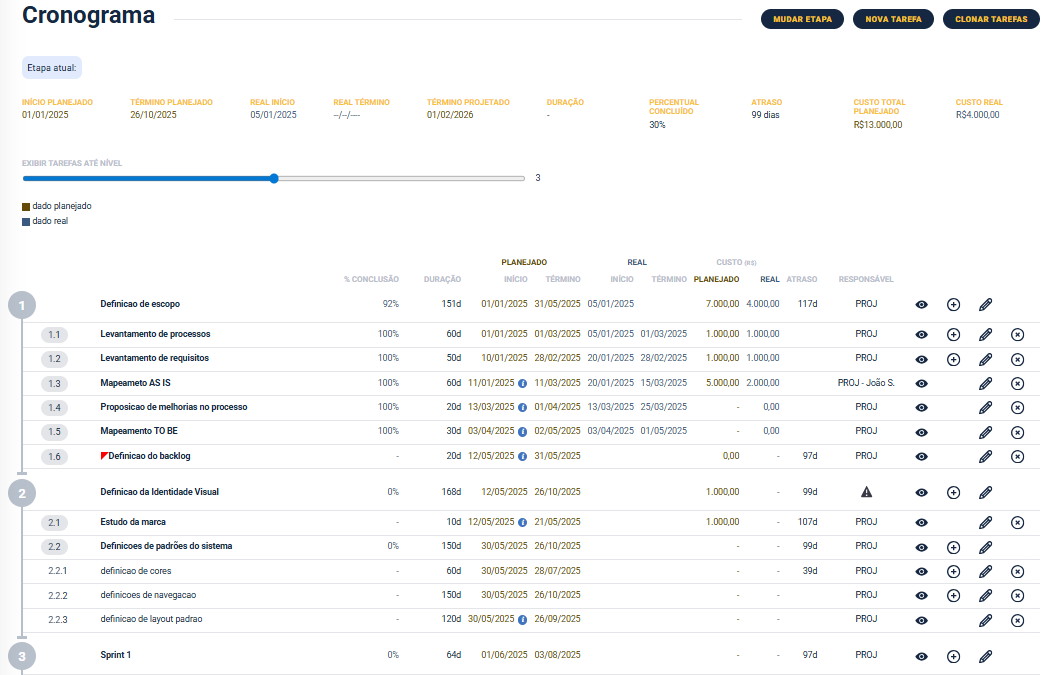 Cronograma
MUDAR ETAPA NOVA TAREFA CLONAR TAREFAS
Etapa atual:
INÍCIO PLANEJADO TÉRMINO PLANEJADO REAL INÍCIO REAL TÉRMINO TÉRMINO PROJETADO DURAÇÃO PERCENTUAL CONCLUÍDO ATRASO CUSTO TOTAL PLANEJADO CUSTO REAL
01/01/2025 26/10/2025 05/01/2025 --/--/---- 01/02/2026 - 30% 99 dias R$13.000,00 R$4.000,00
EXIBIR TAREFAS ATÉ NÍVEL
3
dado planejado
dado real
PLANEJADO REAL CUSTO (R$)
% CONCLUSÃO DURAÇÃO INÍCIO TÉRMINO INÍCIO TÉRMINO PLANEJADO REAL ATRASO RESPONSÁVEL
1 Definicao de escopo 92% 151d 01/01/2025 31/05/2025 05/01/2025 7.000,00 4.000,00 117d PROJ
1.1 Levantamento de processos 100% 60d 01/01/2025 01/03/2025 05/01/2025 01/03/2025 1.000,00 1.000,00 PROJ
1.2 Levantamento de requisitos 100% 50d 10/01/2025 28/02/2025 20/01/2025 28/02/2025 1.000,00 1.000,00 PROJ
1.3 Mapeameto AS IS 100% 60d 11/01/2025 i 11/03/2025 20/01/2025 15/03/2025 5.000,00 2.000,00 PROJ - João S.
1.4 Proposicao de melhorias no processo 100% 20d 13/03/2025 i 01/04/2025 13/03/2025 25/03/2025 - 0,00 PROJ
1.5 Mapeamento TO BE 100% 30d 03/04/2025 i 02/05/2025 03/04/2025 01/05/2025 - 0,00 PROJ
1.6 Definicao do backlog - 20d 12/05/2025 i 31/05/2025 0,00 - 97d PROJ
2 Definicao da Identidade Visual 0% 168d 12/05/2025 26/10/2025 1.000,00 - 99d
2.1 Estudo da marca - 10d 12/05/2025 i 21/05/2025 1.000,00 - 107d PROJ
2.2 Definicoes de padrões do sistema 0% 150d 30/05/2025 26/10/2025 - - 99d PROJ
2.2.1 definicao de cores - 60d 30/05/2025 28/07/2025 - - 39d PROJ
2.2.2 definicoes de navegacao - 150d 30/05/2025 26/10/2025 - - PROJ
2.2.3 definicao de layout padrao - 120d 30/05/2025 i 26/09/2025 - - PROJ
3 Sprint 1 0% 64d 01/06/2025 03/08/2025 - - 97d PROJ